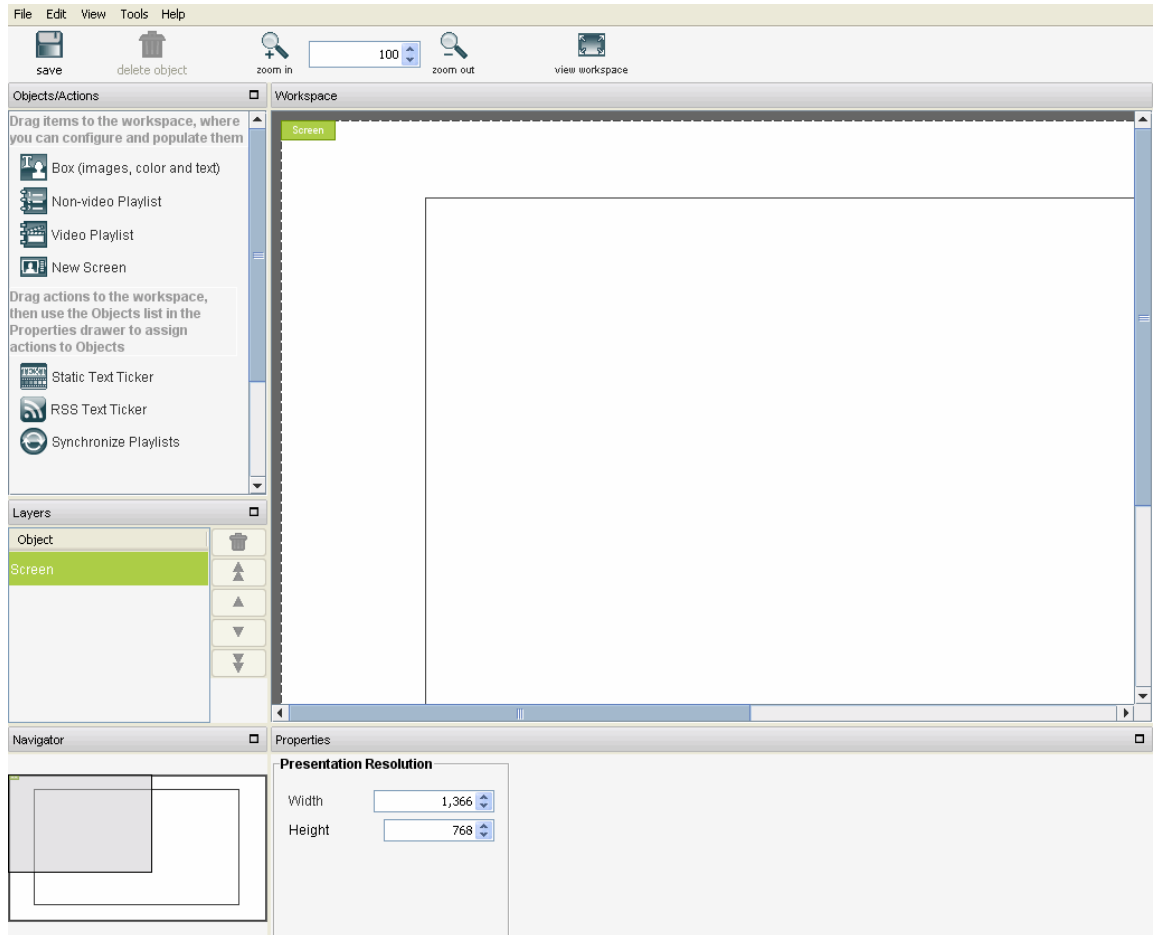 File Edit View Tools Help
save
delete object
zoom in
100
zoom out
view workspace
Objects/Actions
Drag items to the workspace, where
you can configure and populate them
Box (images, color and text)
Non-video Playlist
Video Playlist
New Screen
Drag actions to the workspace,
then use the Objects list in the
Properties drawer to assign
actions to Objects
Static Text Ticker
RSS Text Ticker
Synchronize Playlists
Layers
Object
Screen
Navigator
Workspace
Screen
Properties
Presentation Resolution
Width 1,366
Height 768